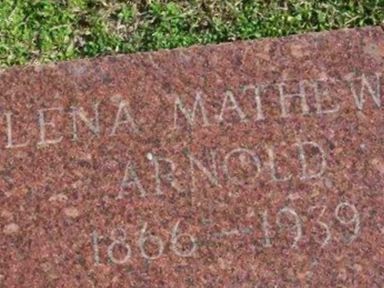 LENA MATHEW
ARNOLD
1866 — 1939